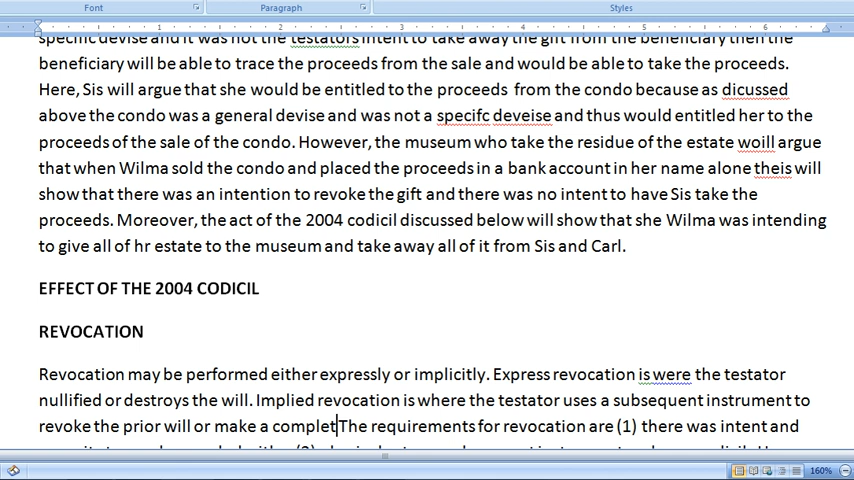 Font Paragraph Styles
1 2 3 4 5 6
specific devise and it was not the testators intent to take away the gift from the beneficiary then the
beneficiary will be able to trace the proceeds from the sale and would be able to take the proceeds.
Here, Sis will argue that she would be entitled to the proceeds from the condo because as dicussed
above the condo was a general devise and was not a specifc deveise and thus would entitled her to the
proceeds of the sale of the condo. However, the museum who take the residue of the estate woill argue
that when Wilma sold the condo and placed the proceeds in a bank account in her name alone theis will
show that there was an intention to revoke the gift and there was no intent to have Sis take the
proceeds. Moreover, the act of the 2004 codicil discussed below will show that she Wilma was intending
to give all of hr estate to the museum and take away all of it from Sis and Carl.
EFFECT OF THE 2004 CODICIL
REVOCATION
Revocation may be performed either expressly or implicitly. Express revocation is were the testator
nullified or destroys the will. Implied revocation is where the testator uses a subsequent instrument to
revoke the prior will or make a complet The requirements for revocation are (1) there was intent and
160%